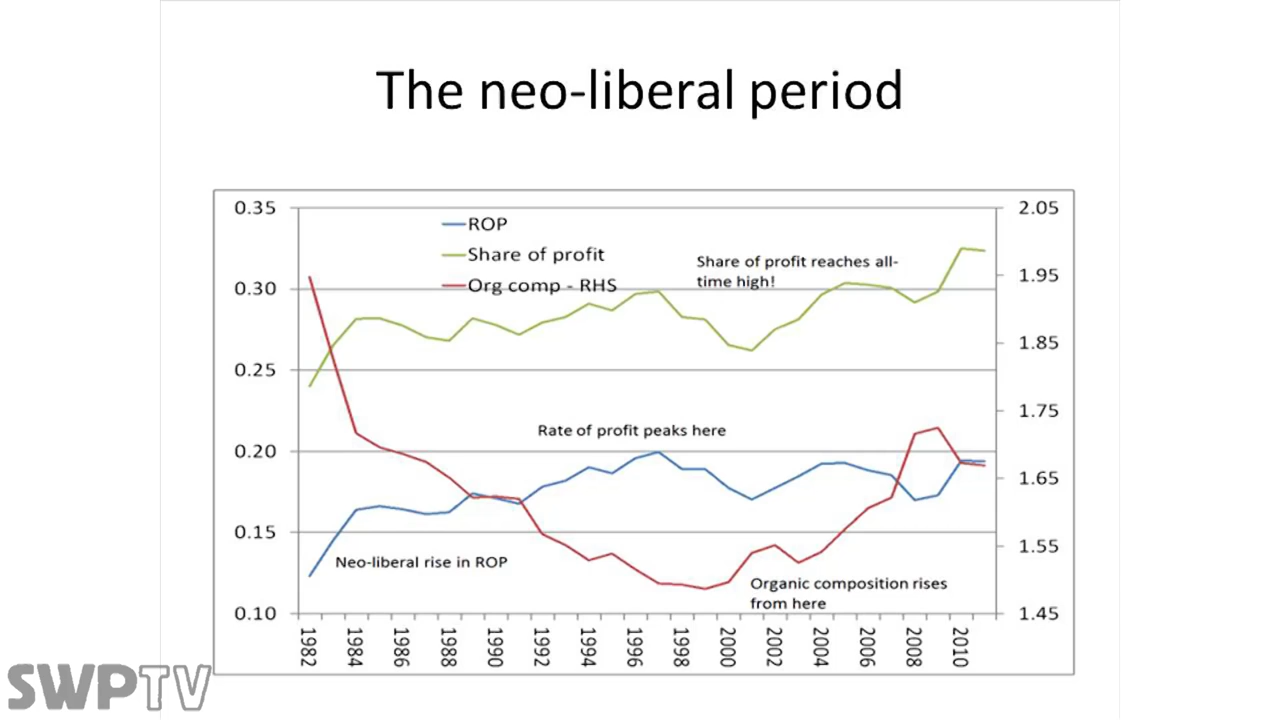 The neo-liberal period
0.35
0.30
0.25
0.20
0.15
0.10
2.05
1.95
1.85
1.75
1.65
1.55
1.45
ROP
Share of profit
Org comp - RHS
Share of profit reaches all-
time high!
Rate of profit peaks here
Neo-liberal rise in ROP
Organic composition rises
from here
1982
1984
1986
1988
1990
1992
1994
1996
1998
2000
2002
2004
2006
2008
2010
SWPTV